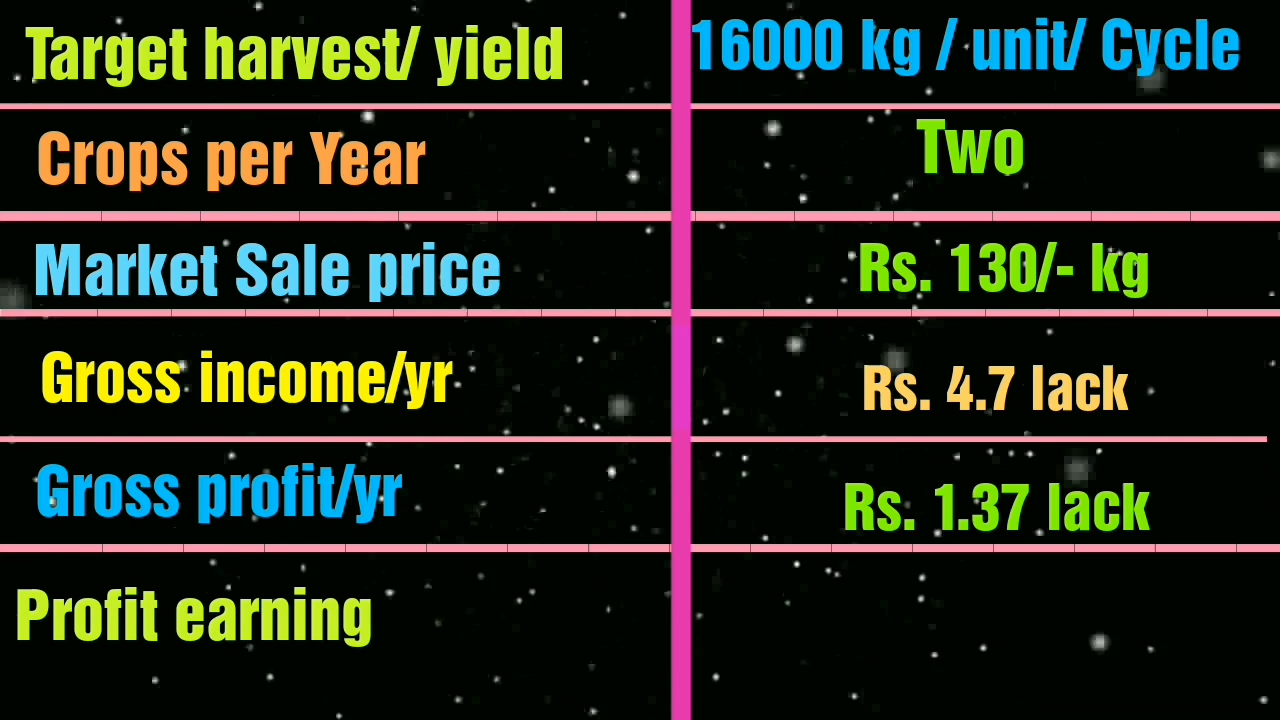 Target harvest/ yield
16000 kg / unit/ Cycle
Crops per Year
Two
Market Sale price
Rs. 130/- kg
Gross income/yr
Rs. 4.7 lack
Gross profit/yr
Rs. 1.37 lack
Profit earning